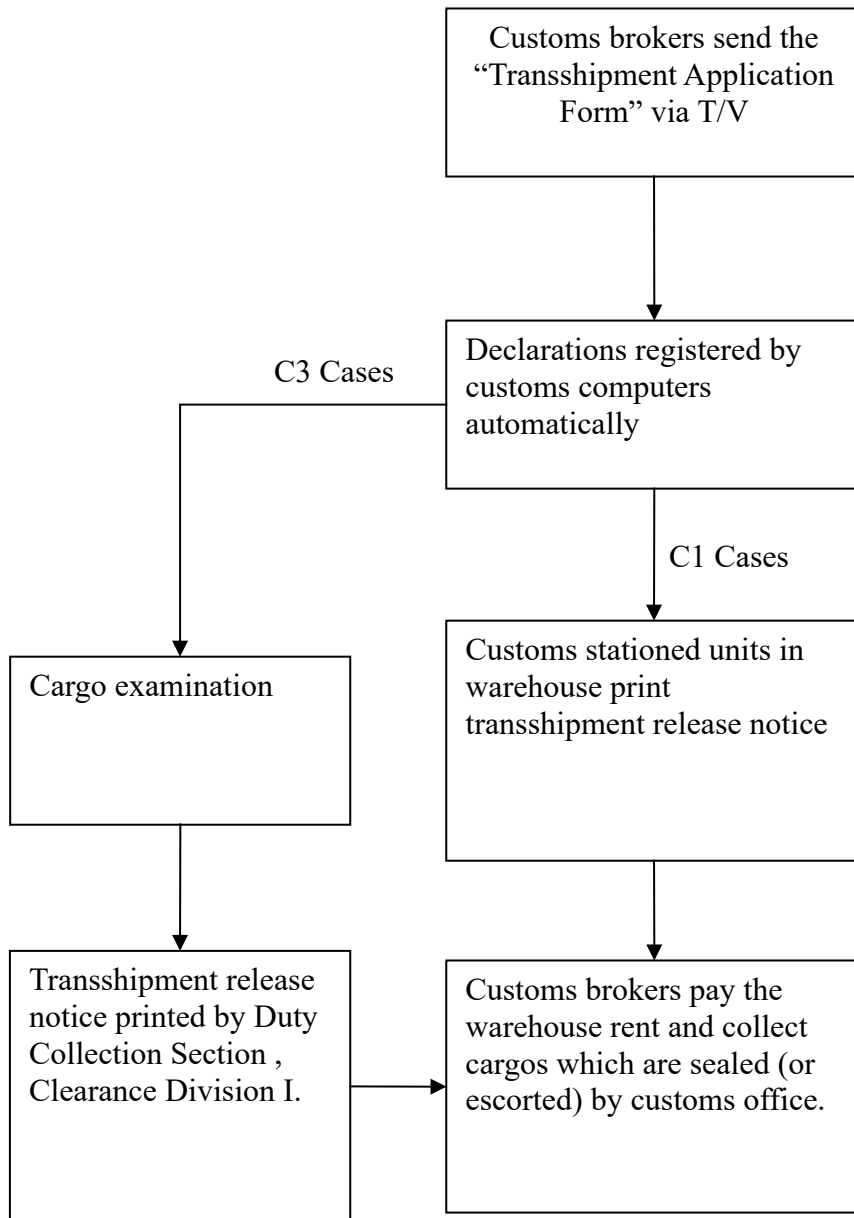 Customs brokers send the
“Transshipment Application
Form” via T/V
Declarations registered by
customs computers
automatically
C3 Cases
C1 Cases
Customs stationed units in
warehouse print
transshipment release notice
Cargo examination
Transshipment release
notice printed by Duty
Collection Section ,
Clearance Division I.
Customs brokers pay the
warehouse rent and collect
cargos which are sealed (or
escorted) by customs office.